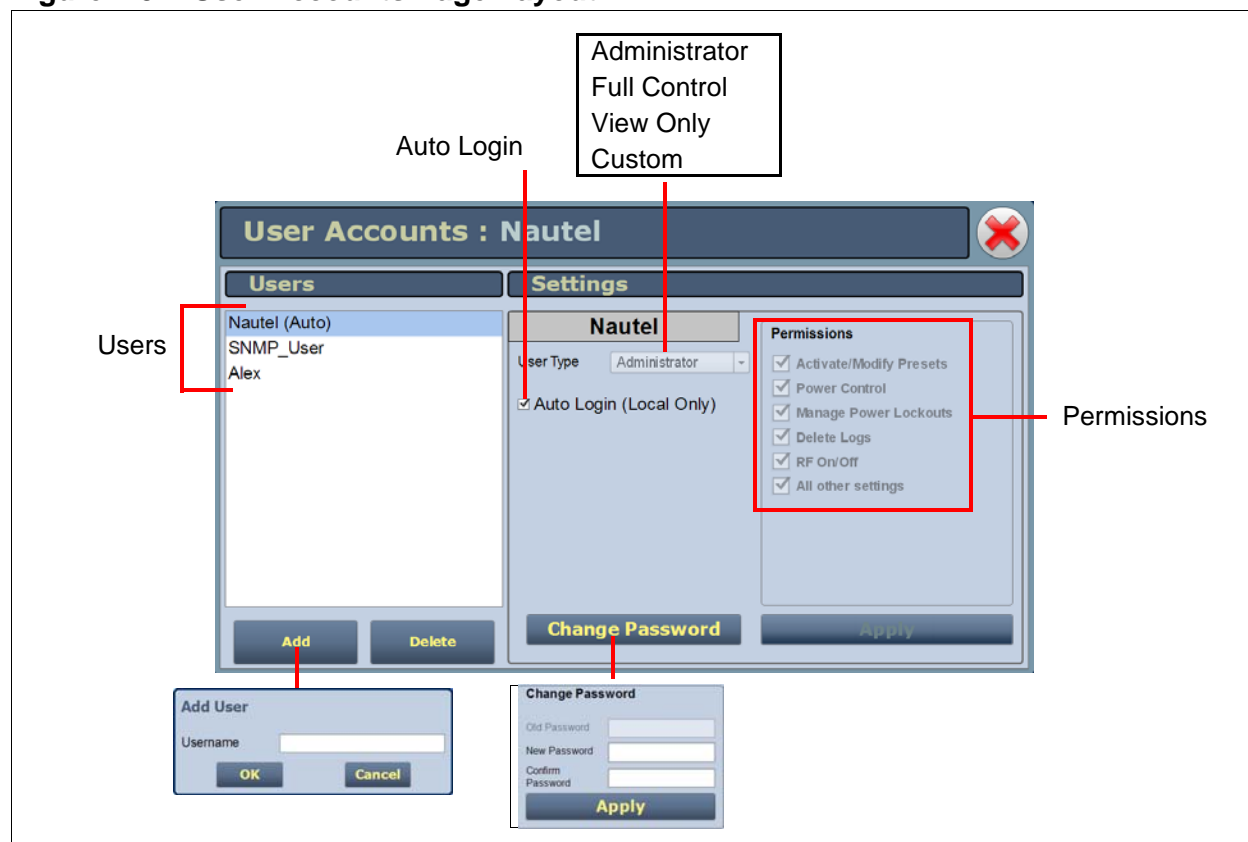 Administrator
Full Control
View Only
Custom
Auto Login
User Accounts : Nautel
Users
Settings
Users
Nautel (Auto)
SNMP_User
Alex
Nautel
User Type
Administrator
Auto Login (Local Only)
Permissions
Activate/Modify Presets
Power Control
Manage Power Lockouts
Delete Logs
RF On/Off
All other settings
Permissions
Add
Delete
Change Password
Apply
Add User
Username
OK
Cancel
Change Password
Old Password
New Password
Confirm
Password
Apply